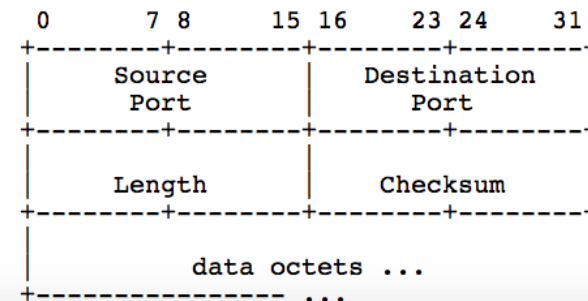 0 7 8 15 16 23 24 31
+--------+--------+--------+--------
| Source | Destination
| Port | Port
+--------+--------+--------+--------+
| |
| Length | Checksum
+--------+--------+--------+--------+
|
| data octets ...
+---------------- ...